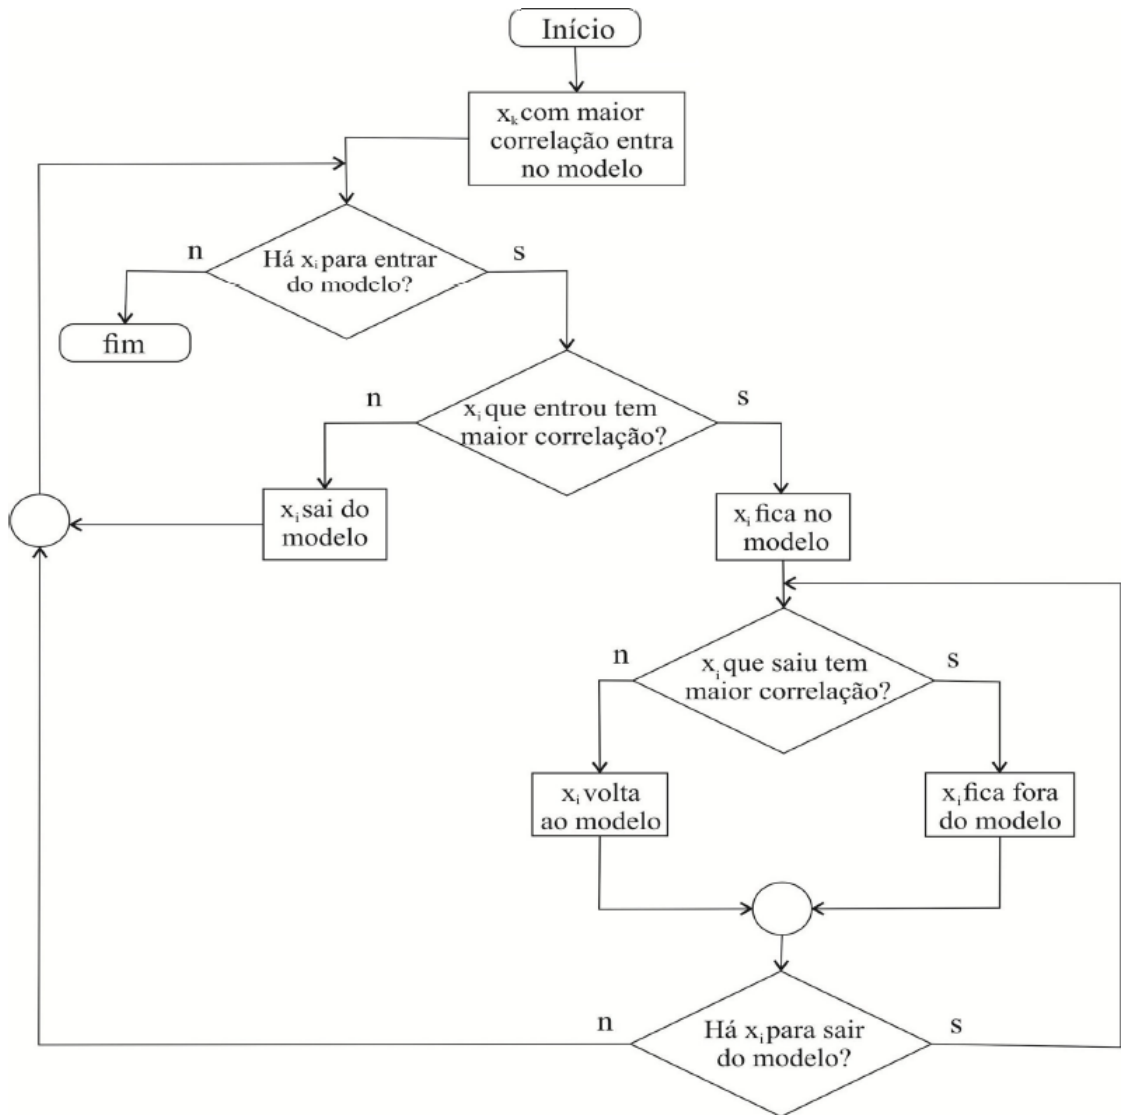 Início
xₖ com maior
correlação entra
no modelo
n
s
Há xᵢ para entrar
do modelo?
fim
n
s
xᵢ que entrou tem
maior correlação?
xᵢ sai do
modelo
xᵢ fica no
modelo
n
s
xᵢ que saiu tem
maior correlação?
xᵢ volta
ao modelo
xᵢ fica fora
do modelo
n
s
Há xᵢ para sair
do modelo?